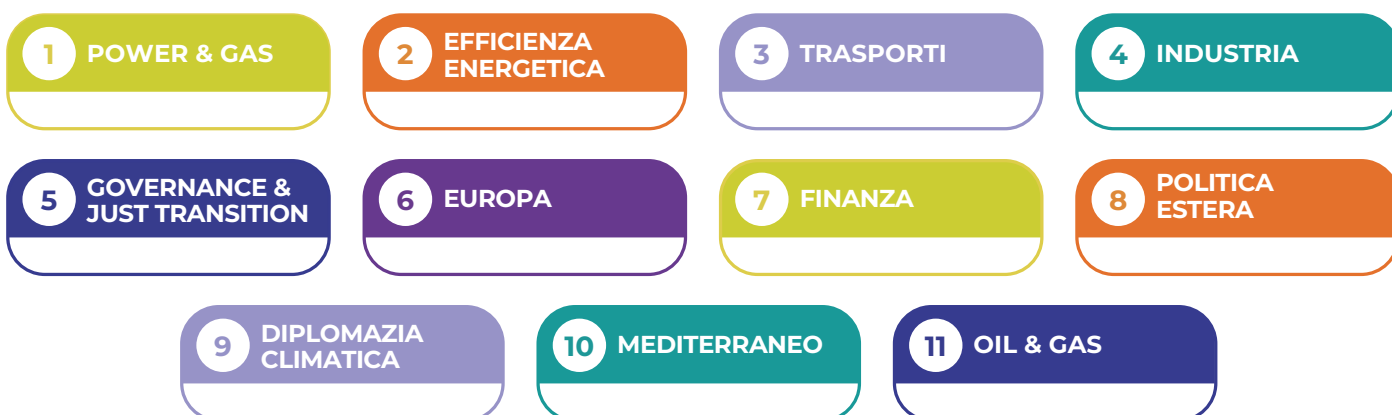 1 POWER & GAS
2 EFFICIENZA
ENERGETICA
3 TRASPORTI
4 INDUSTRIA
5 GOVERNANCE &
JUST TRANSITION
6 EUROPA
7 FINANZA
8 POLITICA
ESTERA
9 DIPLOMAZIA
CLIMATICA
10 MEDITERRANEO
11 OIL & GAS